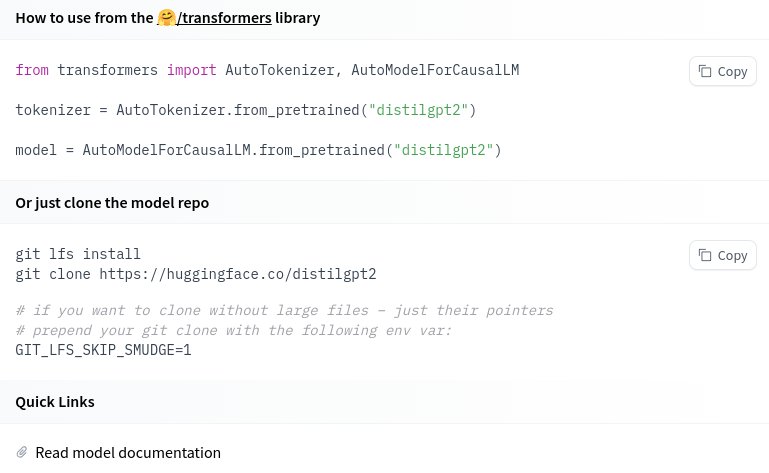 How to use from the 🤗/transformers library
from transformers import AutoTokenizer, AutoModelForCausalLM
Copy
tokenizer = AutoTokenizer.from_pretrained("distilgpt2")
model = AutoModelForCausalLM.from_pretrained("distilgpt2")
Or just clone the model repo
git lfs install
Copy
git clone https://huggingface.co/distilgpt2
# if you want to clone without large files – just their pointers
# prepend your git clone with the following env var:
GIT_LFS_SKIP_SMUDGE=1
Quick Links
Read model documentation